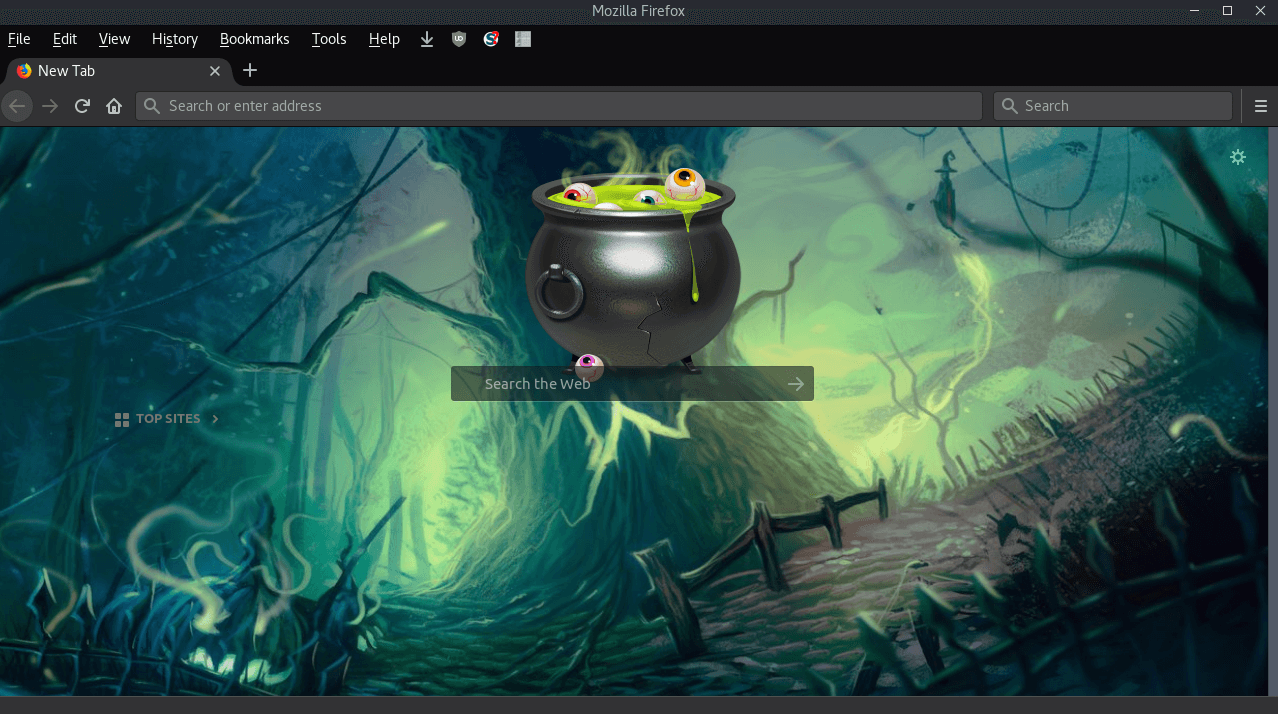 Mozilla Firefox
File Edit View History Bookmarks Tools Help
New Tab
Search or enter address Search
Search the Web
TOP SITES